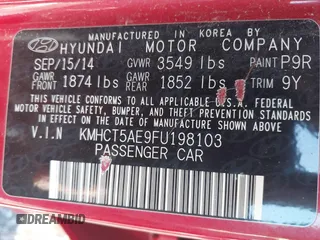 MANUFACTURED IN KOREA BY
HYUNDAI MOTOR COMPANY
SEP/15/14 GVWR 3549 lbs PAINT P9R
GAWR FRONT 1874 lbs GAWR REAR 1852 lbs TRIM 9Y
THIS VEHICLE CONFORMS TO ALL APPLICABLE FEDERAL
MOTOR VEHICLE SAFETY, BUMPER, AND THEFT
PREVENTION STANDARDS IN EFFECT ON THE DATE OF
MANUFACTURE SHOWN ABOVE.
V.I.N KMHCT5AE9FU198103
PASSENGER CAR
DREAMBID